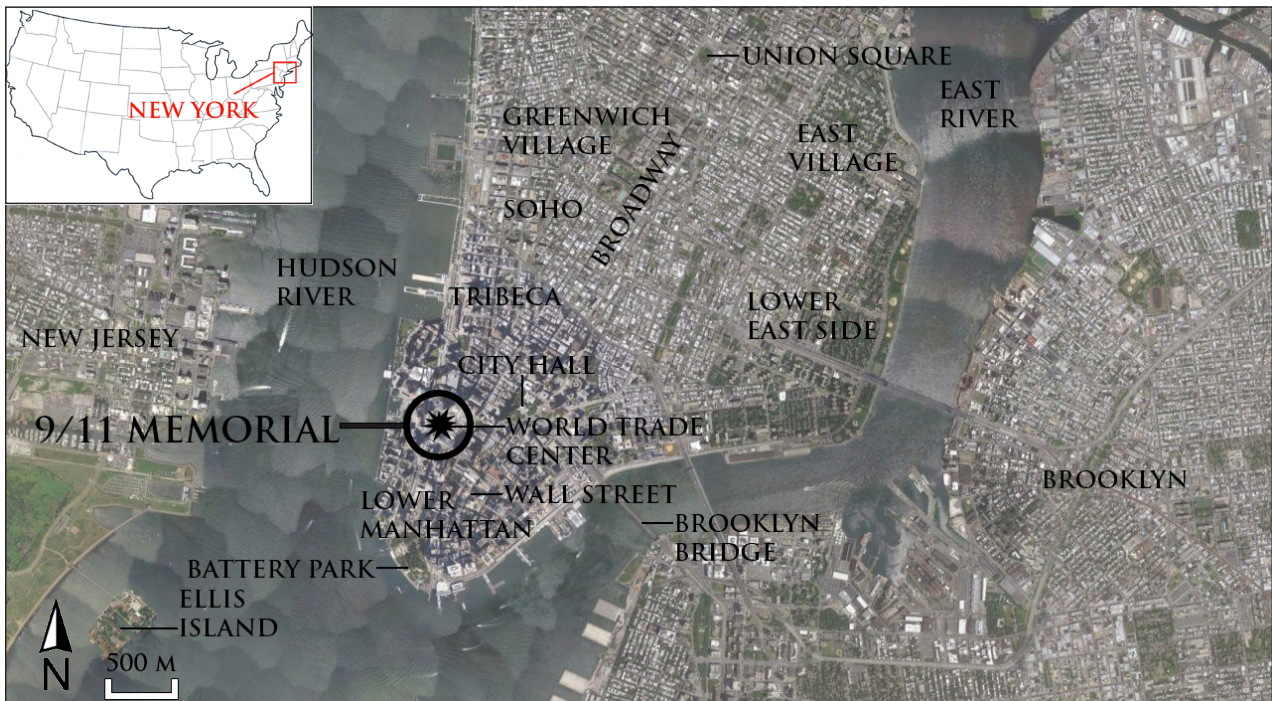 NEW YORK
UNION SQUARE
EAST
RIVER
GREENWICH
VILLAGE
EAST
VILLAGE
BROADWAY
SOHO
HUDSON
RIVER
TRIBECA
LOWER
EAST SIDE
NEW JERSEY
CITY HALL
9/11 MEMORIAL
WORLD TRADE
CENTER
BROOKLYN
LOWER
MANHATTAN
WALL STREET
BROOKLYN
BRIDGE
BATTERY PARK
ELLIS
ISLAND
N
500 M